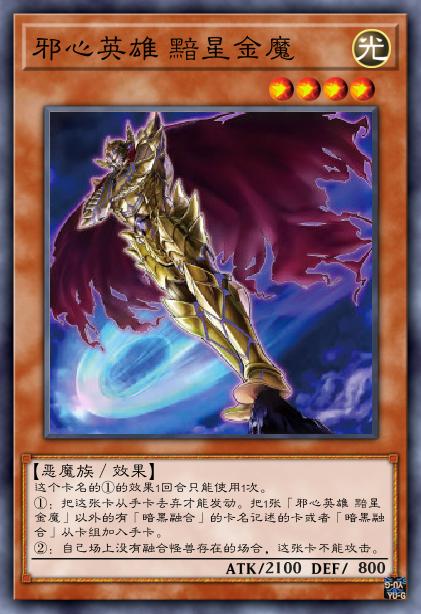 邪心英雄 黯星金魔
光
【恶魔族／效果】
这个卡名的①的效果1回合只能使用1次。
①：把这张卡从手卡去弃才能发动。把1张「邪心英雄 黯星
金魔」以外的有「暗黑融合」的卡名记述的卡或者「暗黑融
合」从卡组加入手卡。
②：自己场上没有融合怪兽存在的场合，这张卡不能攻击。
ATK/2100 DEF/ 800